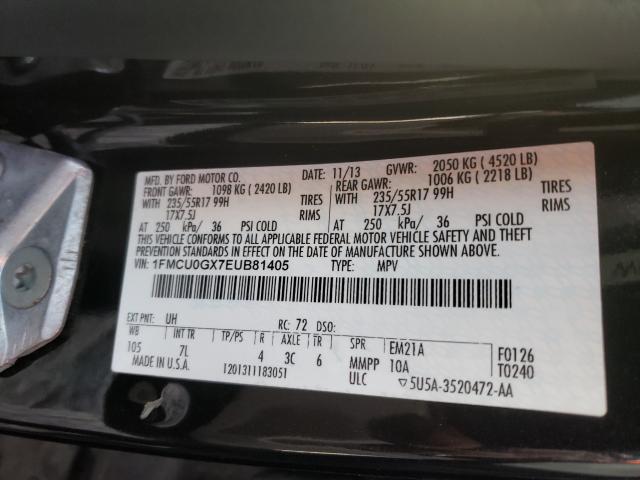 MFD. BY FORD MOTOR CO. DATE: 11/13 GVWR: 2050 KG ( 4520 LB)
FRONT GAWR: 1098 KG ( 2420 LB) REAR GAWR: 1006 KG ( 2218 LB)
WITH 235/55R17 99H TIRES WITH 235/55R17 99H TIRES
17X7.5J RIMS 17X7.5J RIMS
AT 250 kPa/ 36 PSI COLD AT 250 kPa/ 36 PSI COLD
THIS VEHICLE CONFORMS TO ALL APPLICABLE FEDERAL MOTOR VEHICLE SAFETY AND THEFT
PREVENTION STANDARDS IN EFFECT ON THE DATE OF MANUFACTURE SHOWN ABOVE.
VIN: 1FMCU0GX7EUB81405 TYPE: MPV
EXT PNT: UH RC: 72 DSO:
WB INT TR TP/PS R AXLE TR SPR EM21A F0126
105 7L 4 3C 6 MMPP 10A T0240
MADE IN U.S.A. 1201311183051 ULC ▽5U5A-3520472-AA